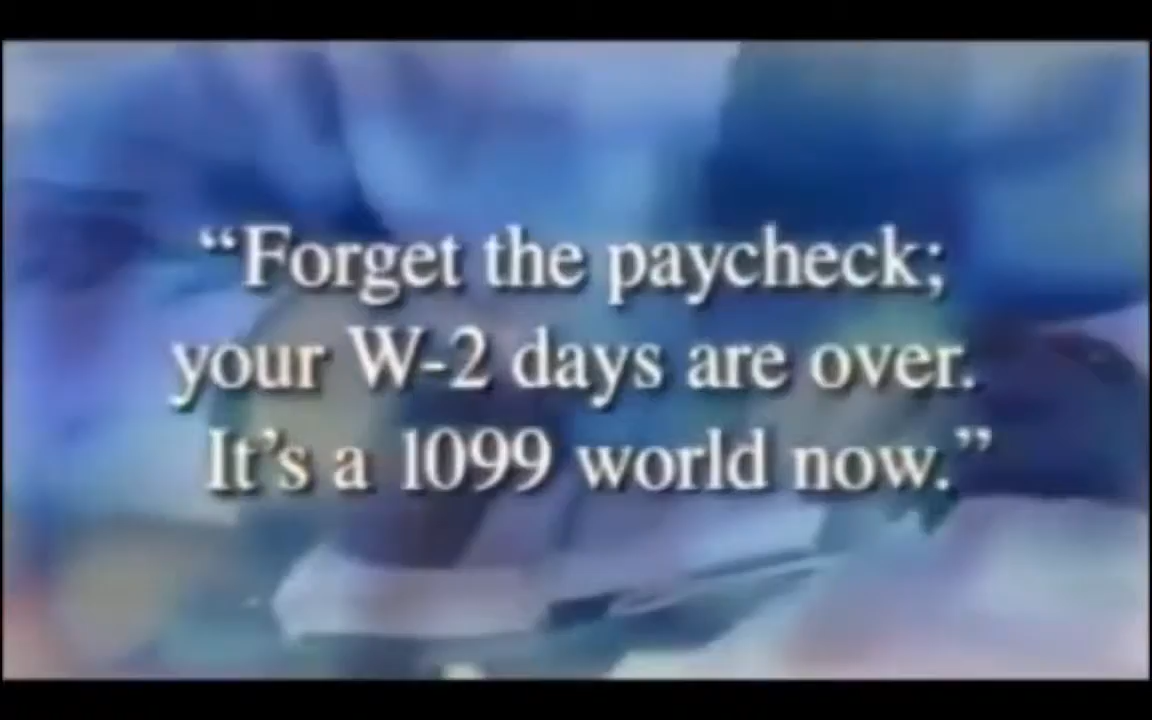 “Forget the paycheck;
your W-2 days are over.
It’s a 1099 world now.”